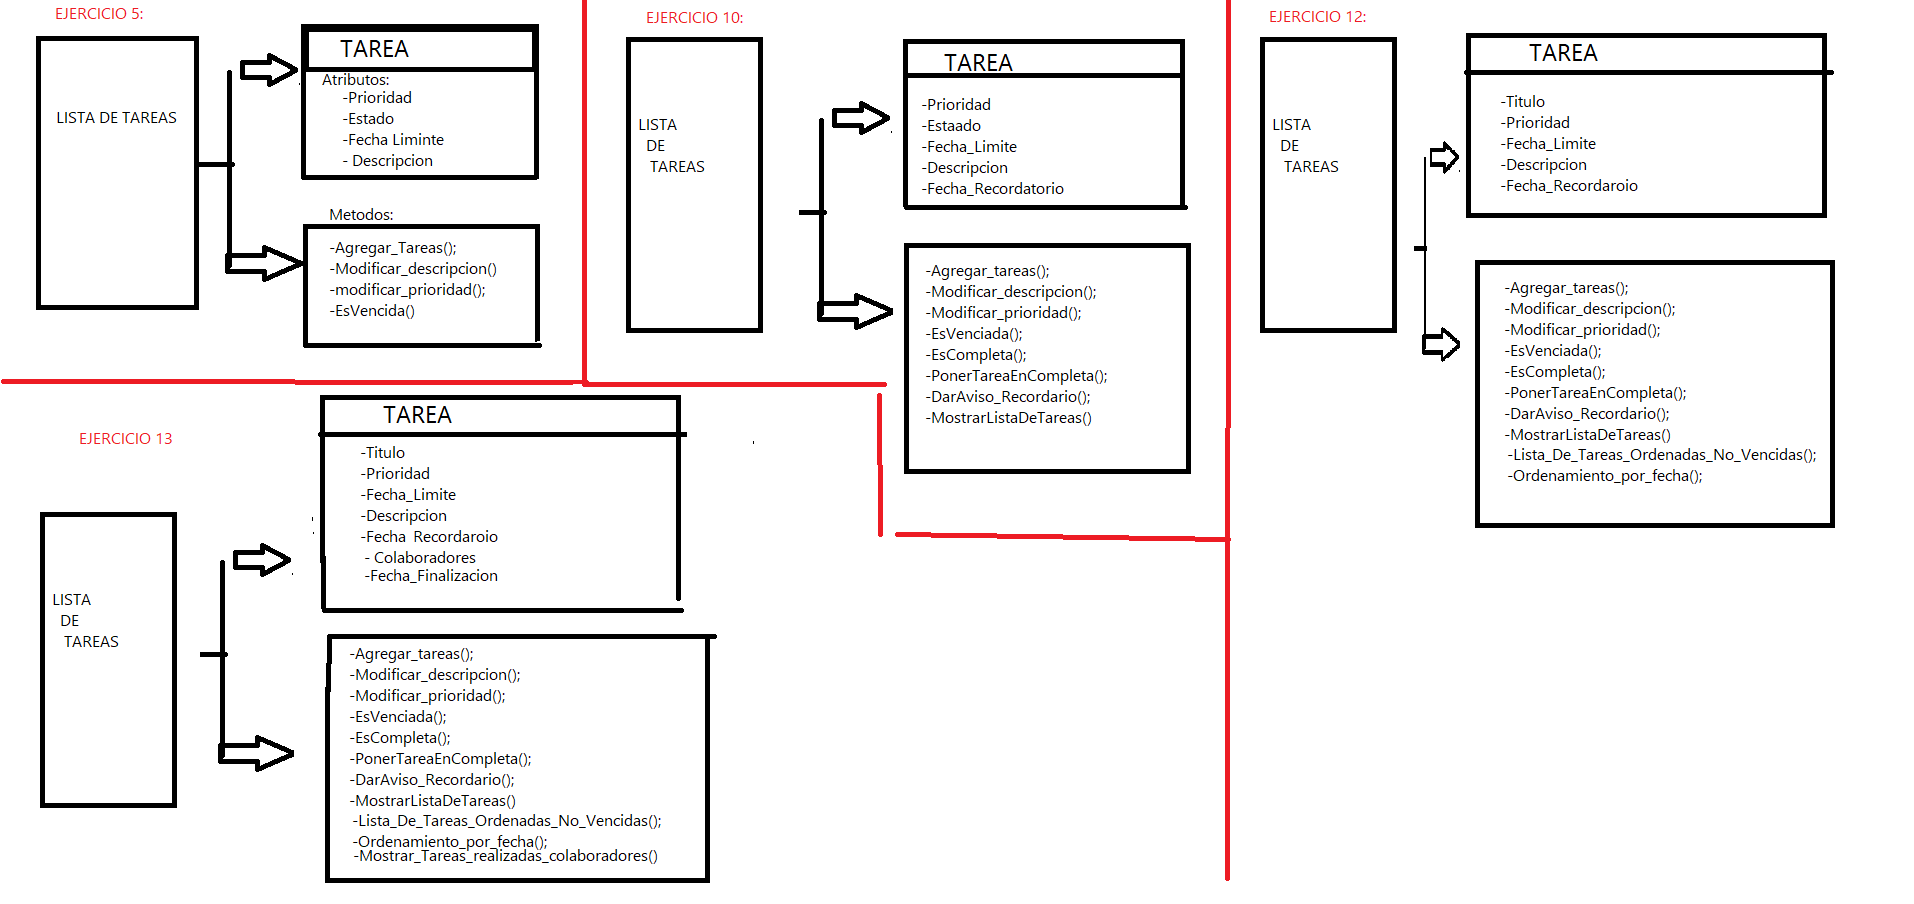 EJERCICIO 5:
LISTA DE TAREAS
TAREA
Atributos:
-Prioridad
-Estado
-Fecha Liminte
- Descripcion
Metodos:
-Agregar_Tareas();
-Modificar_descripcion()
-modificar_prioridad();
-EsVencida()
EJERCICIO 10:
LISTA
DE
TAREAS
TAREA
-Prioridad
-Estaado
-Fecha_Limite
-Descripcion
-Fecha_Recordatorio
-Agregar_tareas();
-Modificar_descripcion();
-Modificar_prioridad();
-EsVenciada();
-EsCompleta();
-PonerTareaEnCompleta();
-DarAviso_Recordario();
-MostrarListaDeTareas()
EJERCICIO 12:
LISTA
DE
TAREAS
TAREA
-Titulo
-Prioridad
-Fecha_Limite
-Descripcion
-Fecha_Recordaroio
-Agregar_tareas();
-Modificar_descripcion();
-Modificar_prioridad();
-EsVenciada();
-EsCompleta();
-PonerTareaEnCompleta();
-DarAviso_Recordario();
-MostrarListaDeTareas()
-Lista_De_Tareas_Ordenadas_No_Vencidas();
-Ordenamiento_por_fecha();
EJERCICIO 13
LISTA
DE
TAREAS
TAREA
-Titulo
-Prioridad
-Fecha_Limite
-Descripcion
-Fecha Recordaroio
- Colaboradores
-Fecha_Finalizacion
-Agregar_tareas();
-Modificar_descripcion();
-Modificar_prioridad();
-EsVenciada();
-EsCompleta();
-PonerTareaEnCompleta();
-DarAviso_Recordario();
-MostrarListaDeTareas()
-Lista_De_Tareas_Ordenadas_No_Vencidas();
-Ordenamiento_por_fecha();
-Mostrar_Tareas_realizadas_colaboradores()